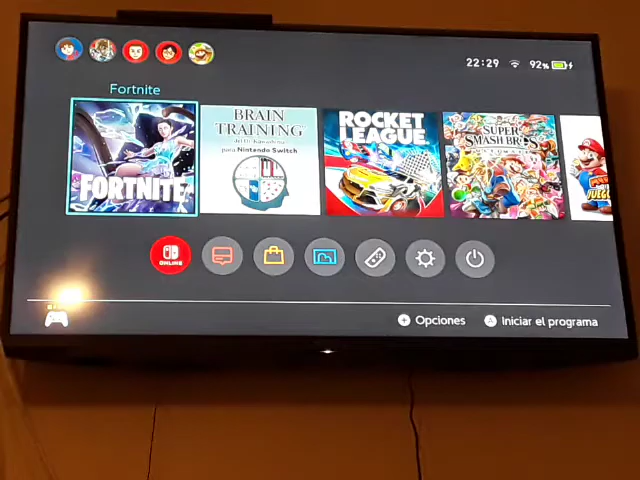 22:29
92%
Fortnite
FORTNITE
BRAIN
TRAINING
para Nintendo Switch
ROCKET
LEAGUE
SUPER
SMASH BROS
ONLINE
Opciones
Iniciar el programa